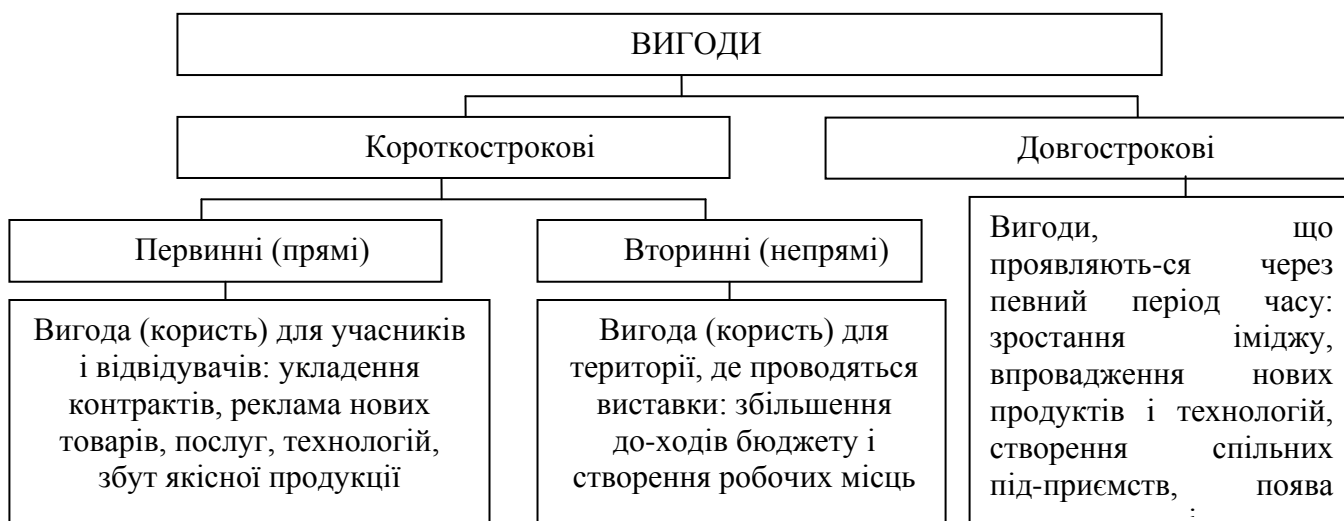 ВИГОДИ
Короткострокові
Довгострокові
Первинні (прямі)
Вторинні (непрямі)
Вигода (користь) для учасників
і відвідувачів: укладення
контрактів, реклама нових
товарів, послуг, технологій,
збут якісної продукції
Вигода (користь) для
території, де проводяться
виставки: збільшення
до-ходів бюджету і
створення робочих місць
Вигоди, що
проявляють-ся через
певний період часу:
зростання іміджу,
впровадження нових
продуктів і технологій,
створення спільних
під-приємств, поява